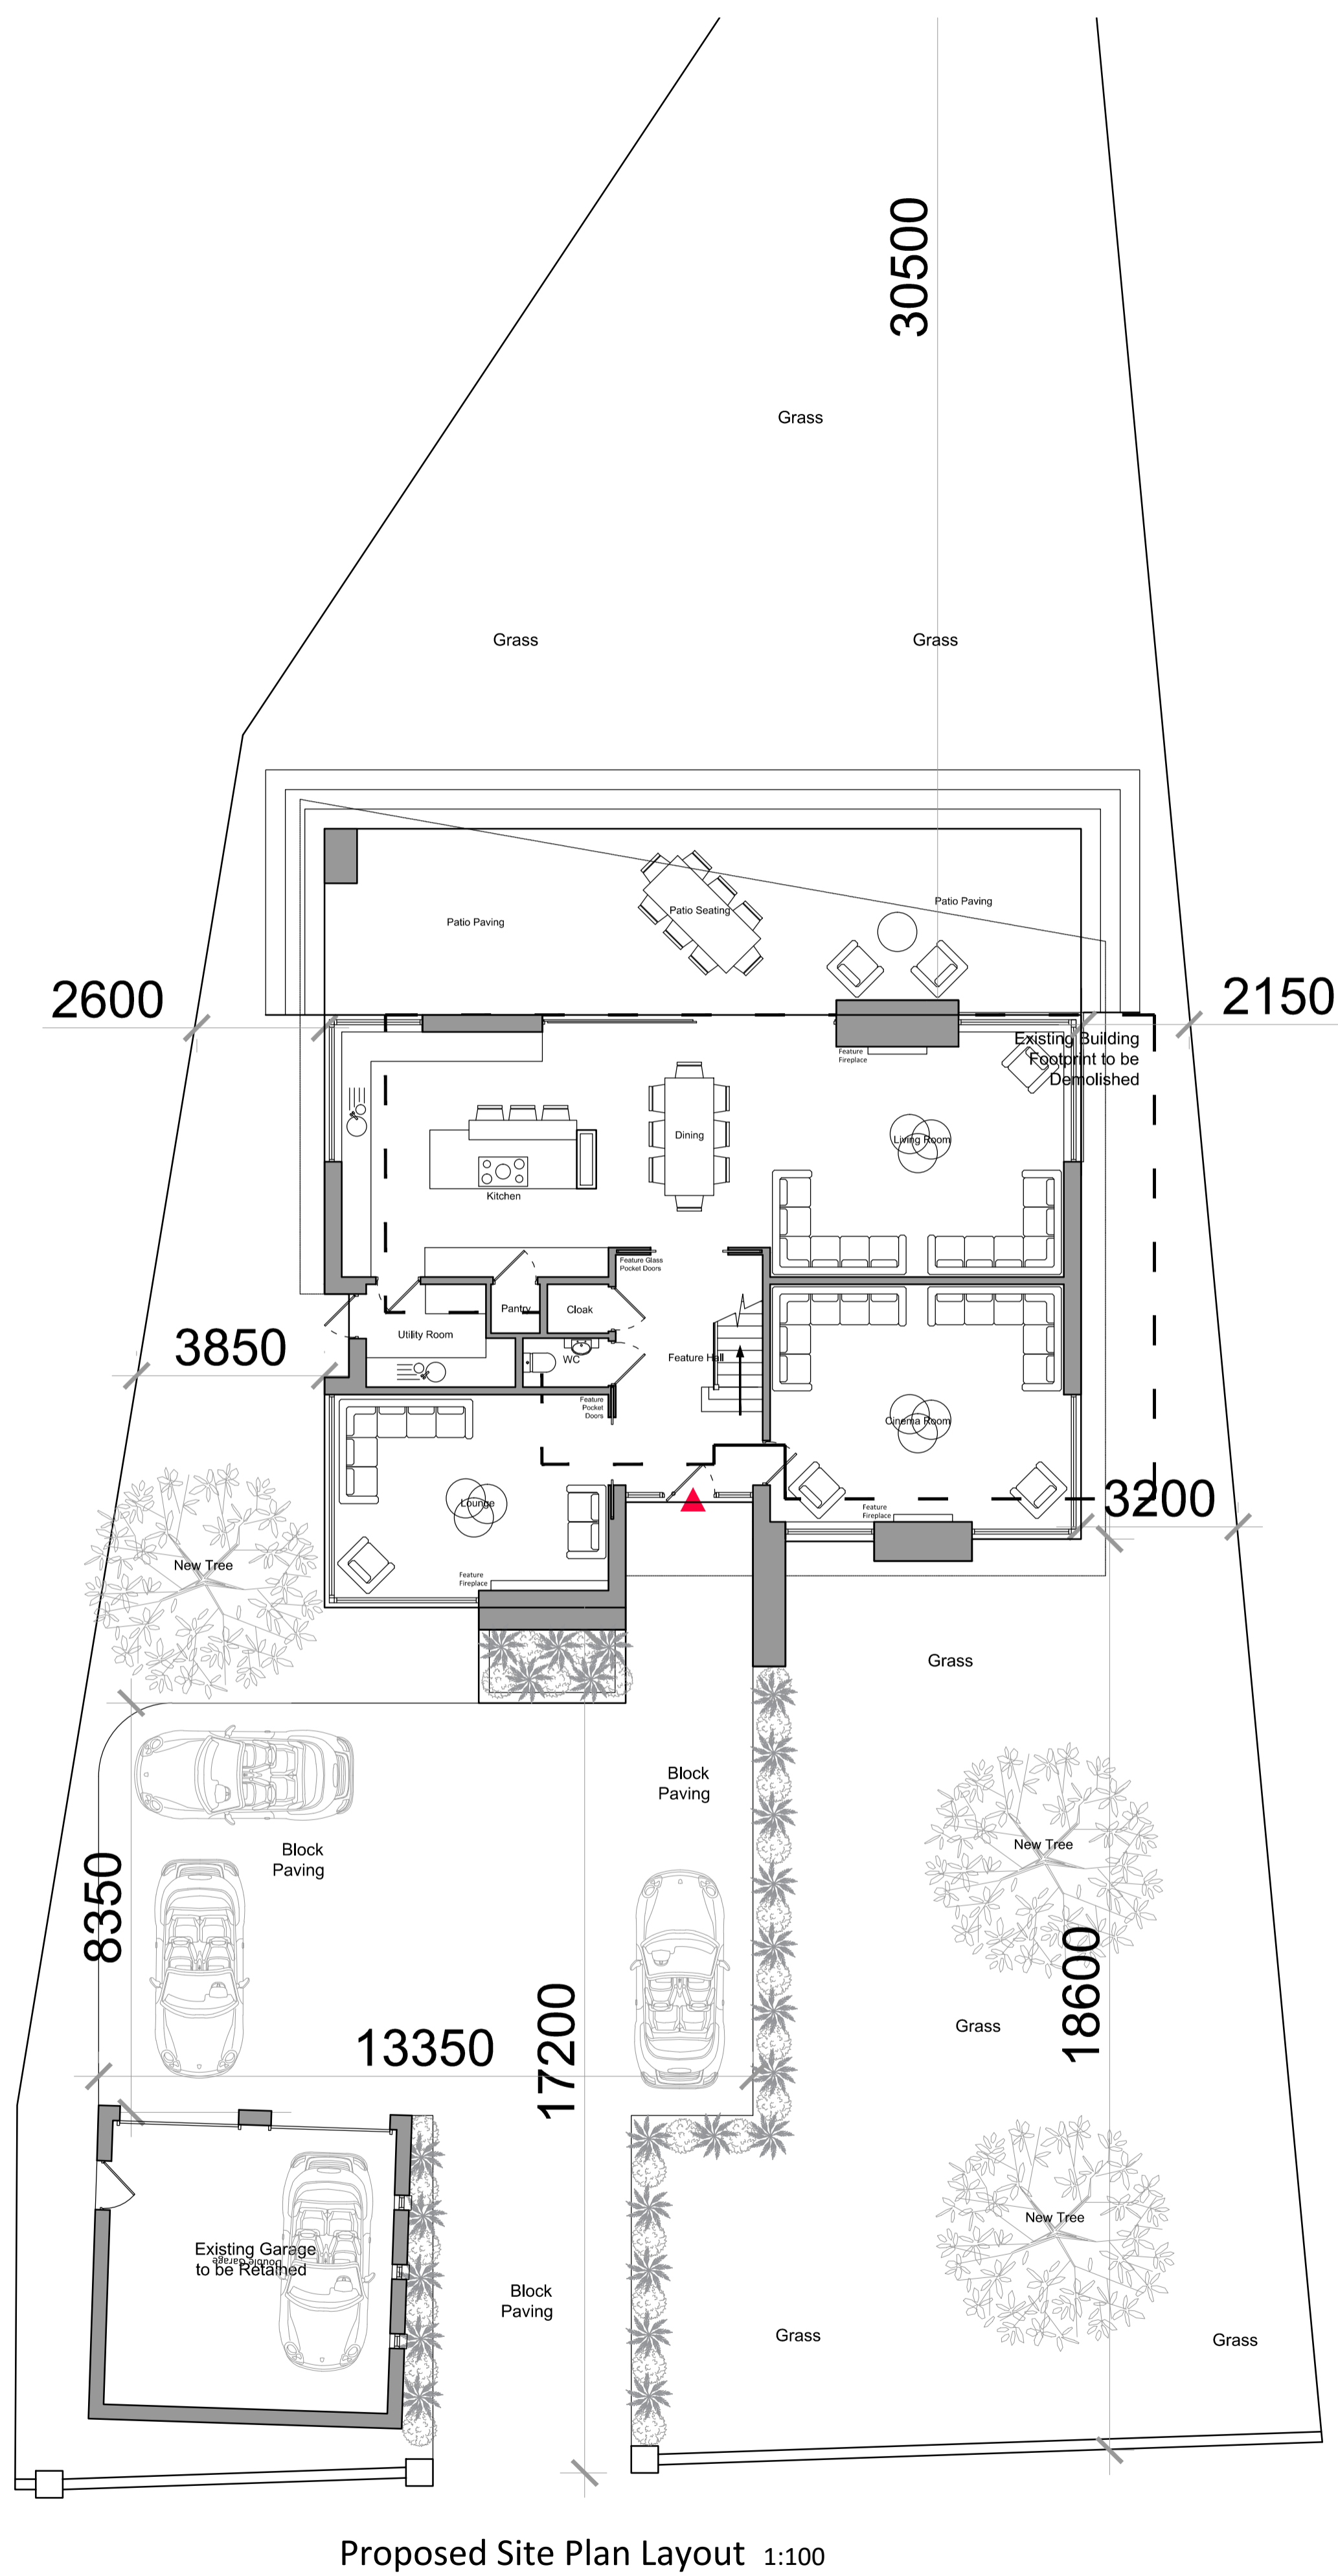 30500
Grass
Grass
Grass
Patio Seating
Patio Paving
Patio Paving
2600
2150
Existing Building
Footprint to be
Demolished
Feature
Fireplace
Dining
Living Room
Kitchen
Feature Glass
Pocket Doors
Pantry
Cloak
Utility Room
3850
WC
Feature Hall
Feature
Pocket
Doors
Cinema Room
Lounge
3200
Feature
Fireplace
New Tree
Feature
Fireplace
Grass
Block
Paving
Block
Paving
New Tree
8350
18600
17200
Grass
13350
New Tree
Existing Garage
to be Retained
Double Garage
Block
Paving
Grass
Grass
Proposed Site Plan Layout 1:100